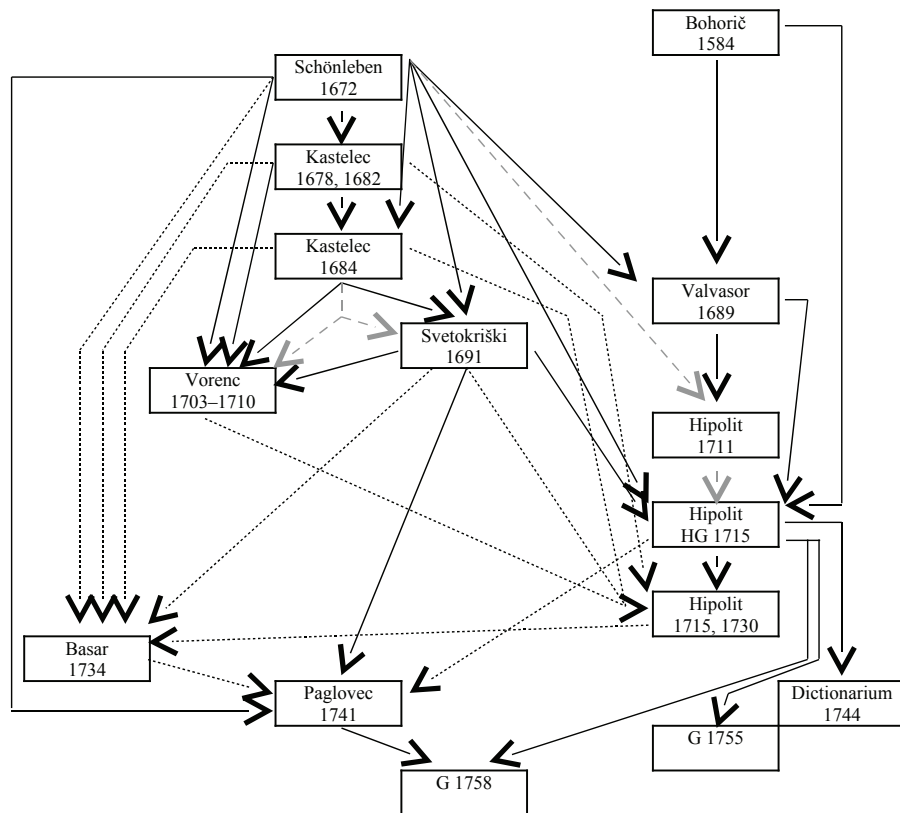 Bohorič
1584
Schönleben
1672
Kastelec
1678, 1682
Kastelec
1684
Valvasor
1689
Svetokriški
1691
Vorenc
1703–1710
Hipolit
1711
Hipolit
HG 1715
Hipolit
1715, 1730
Basar
1734
Paglovec
1741
Dictionarium
1744
G 1755
G 1758